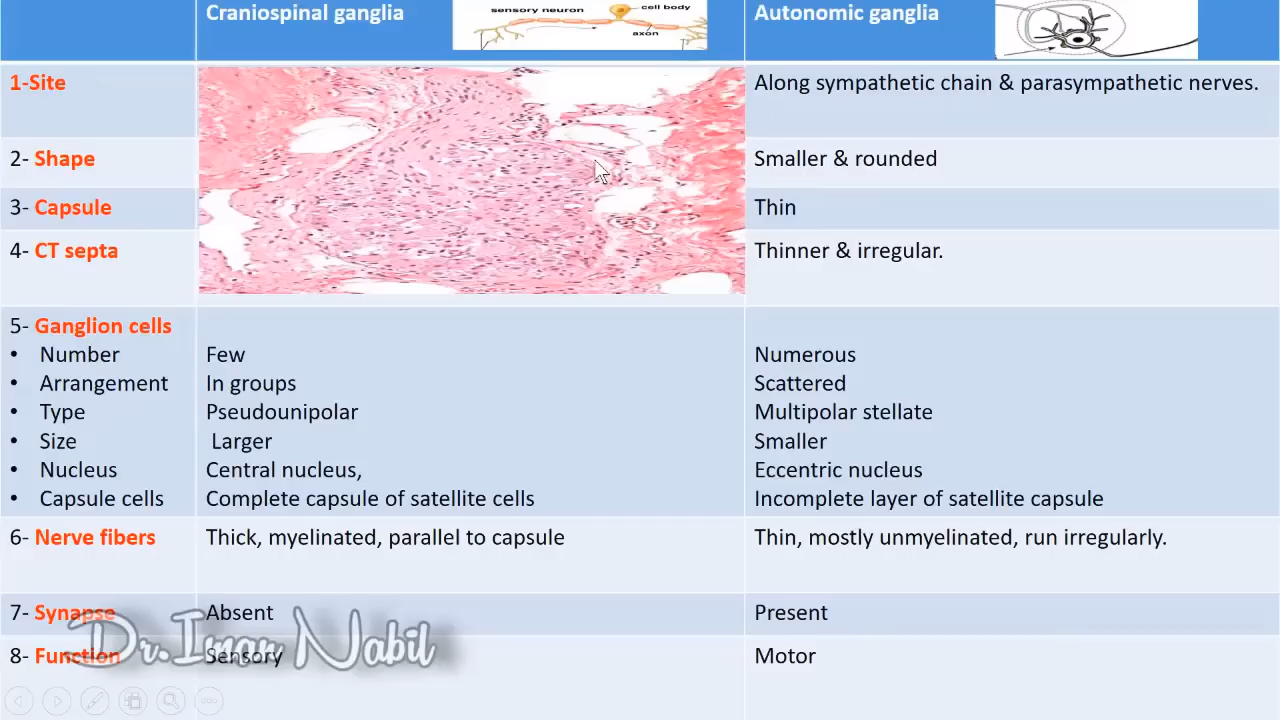 Craniospinal ganglia
sensory neuron
cell body
axon
Autonomic ganglia
1-Site
Along sympathetic chain & parasympathetic nerves.
2- Shape
Smaller & rounded
3- Capsule
Thin
4- CT septa
Thinner & irregular.
5- Ganglion cells
• Number
Few
Numerous
• Arrangement
In groups
Scattered
• Type
Pseudounipolar
Multipolar stellate
• Size
Larger
Smaller
• Nucleus
Central nucleus,
Eccentric nucleus
• Capsule cells
Complete capsule of satellite cells
Incomplete layer of satellite capsule
6- Nerve fibers
Thick, myelinated, parallel to capsule
Thin, mostly unmyelinated, run irregularly.
7- Synapse
Absent
Present
8- Function
Sensory
Motor
Dr. Iman Nabil